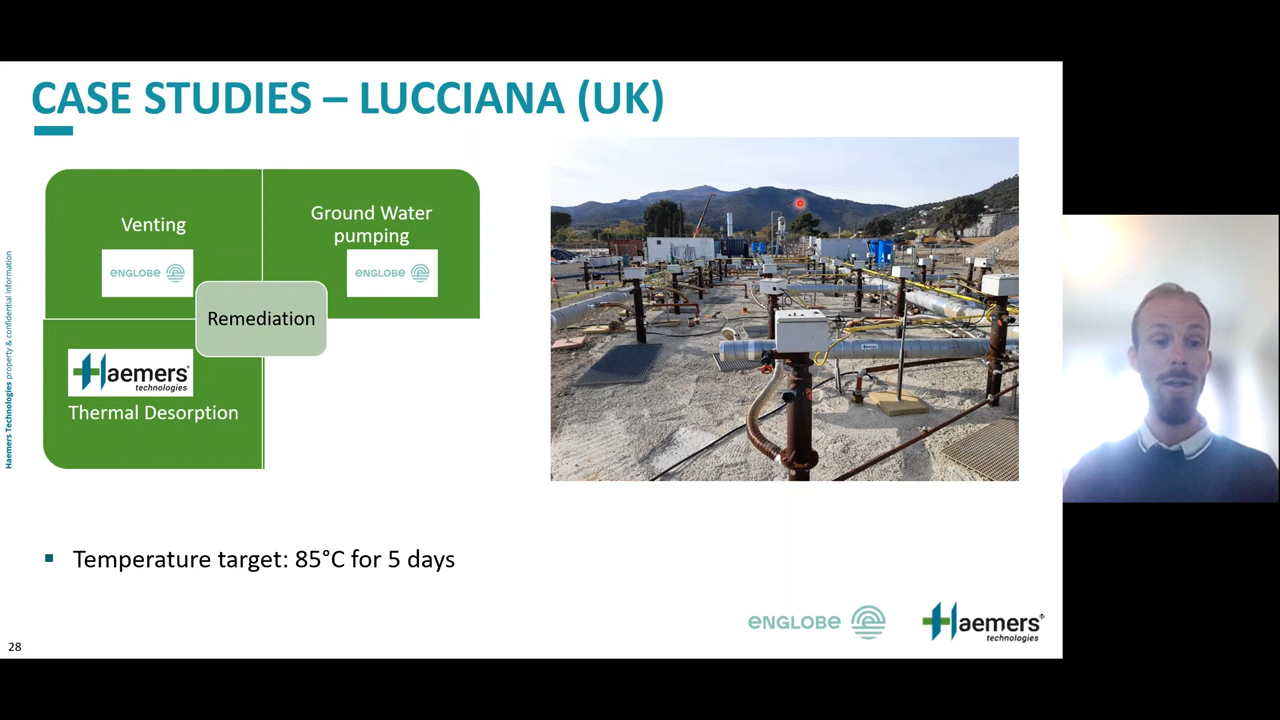 CASE STUDIES – LUCCIANA (UK)
Venting
ENGLOBE
Ground Water
pumping
ENGLOBE
Remediation
Haemers
technologies
Thermal Desorption
Haemers Technologies property & confidential information
▪ Temperature target: 85°C for 5 days
ENGLOBE
Haemers®
technologies
28